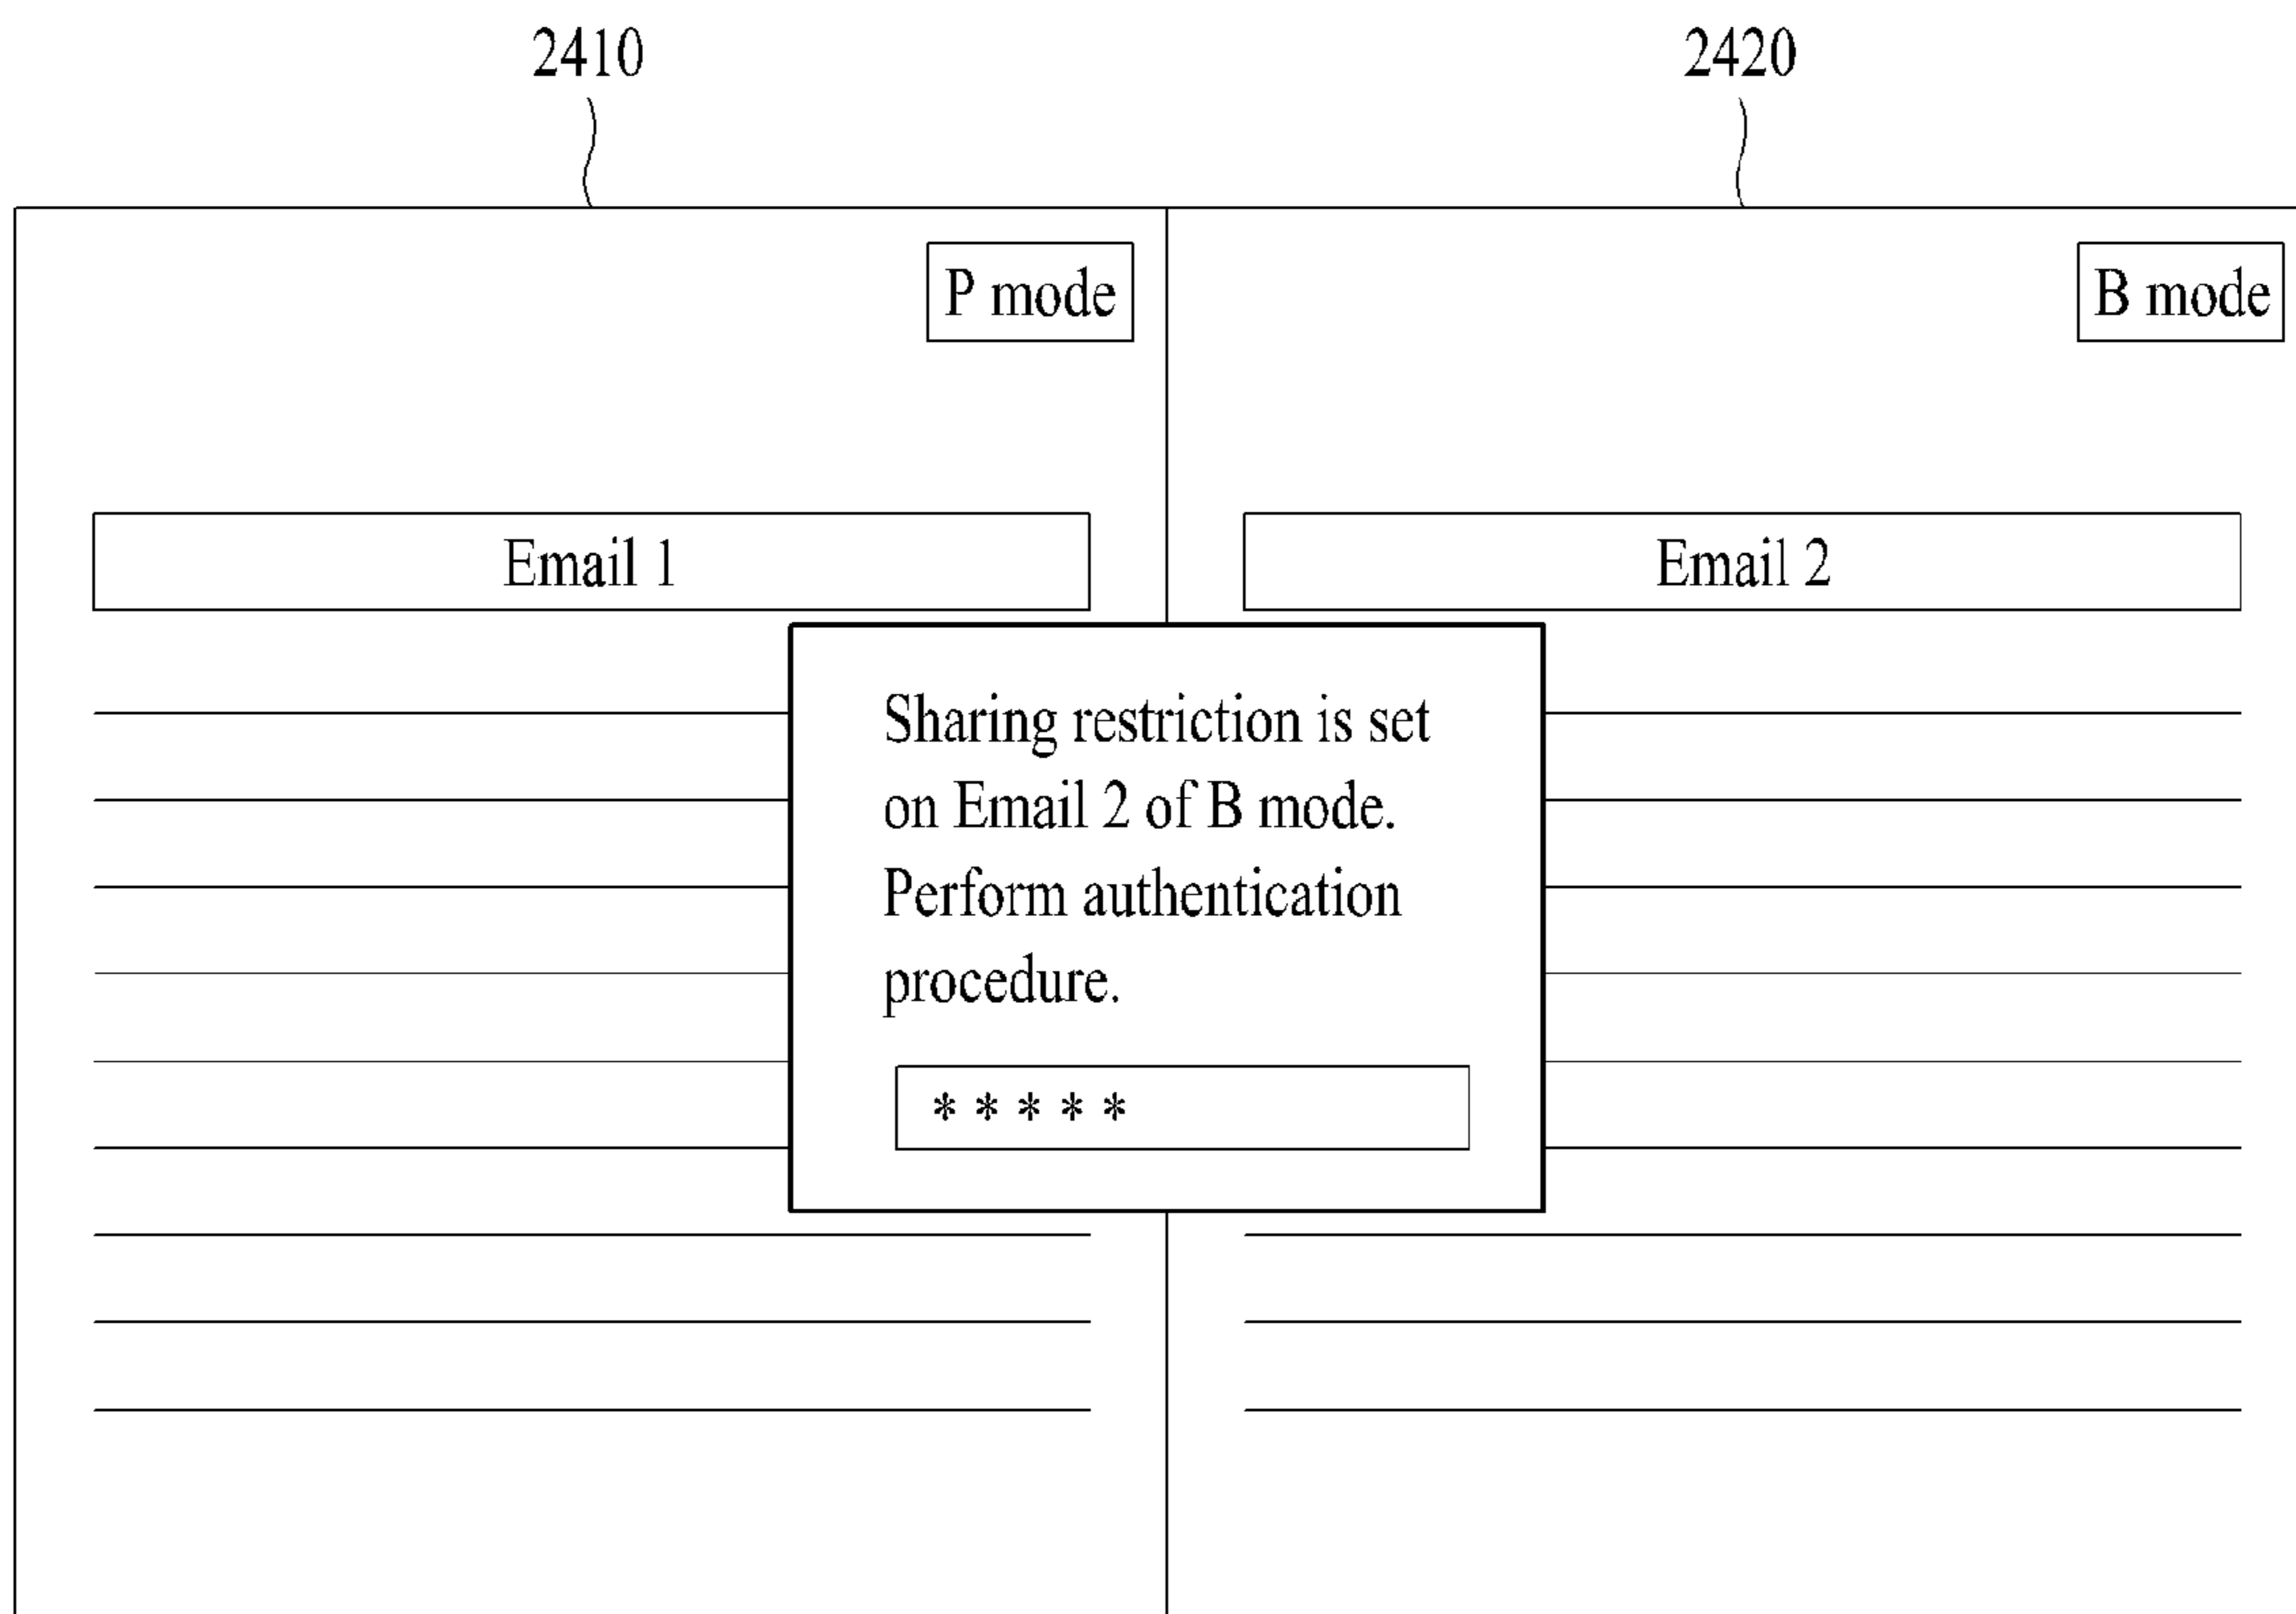 2410
2420
P mode
B mode
Email 1
Email 2
Sharing restriction is set
on Email 2 of B mode.
Perform authentication
procedure.
* * * * *